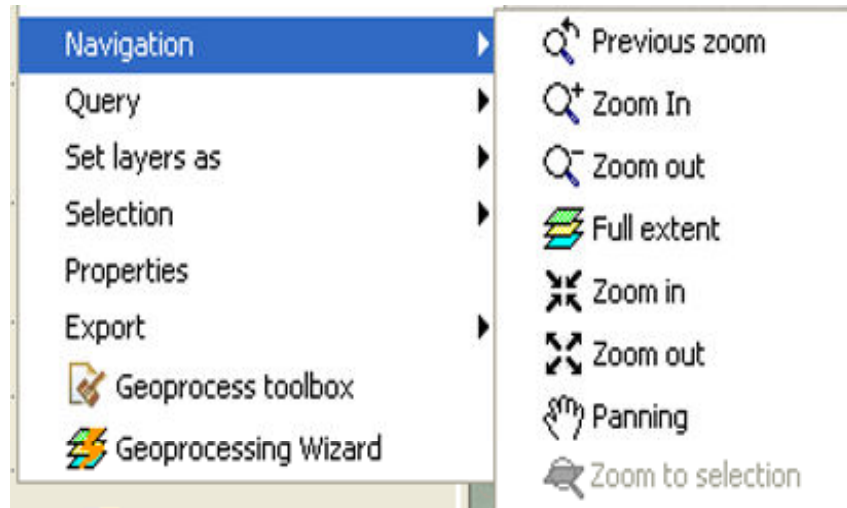 Navigation
Query
Set layers as
Selection
Properties
Export
Geoprocess toolbox
Geoprocessing Wizard
Previous zoom
Zoom In
Zoom out
Full extent
Zoom in
Zoom out
Panning
Zoom to selection